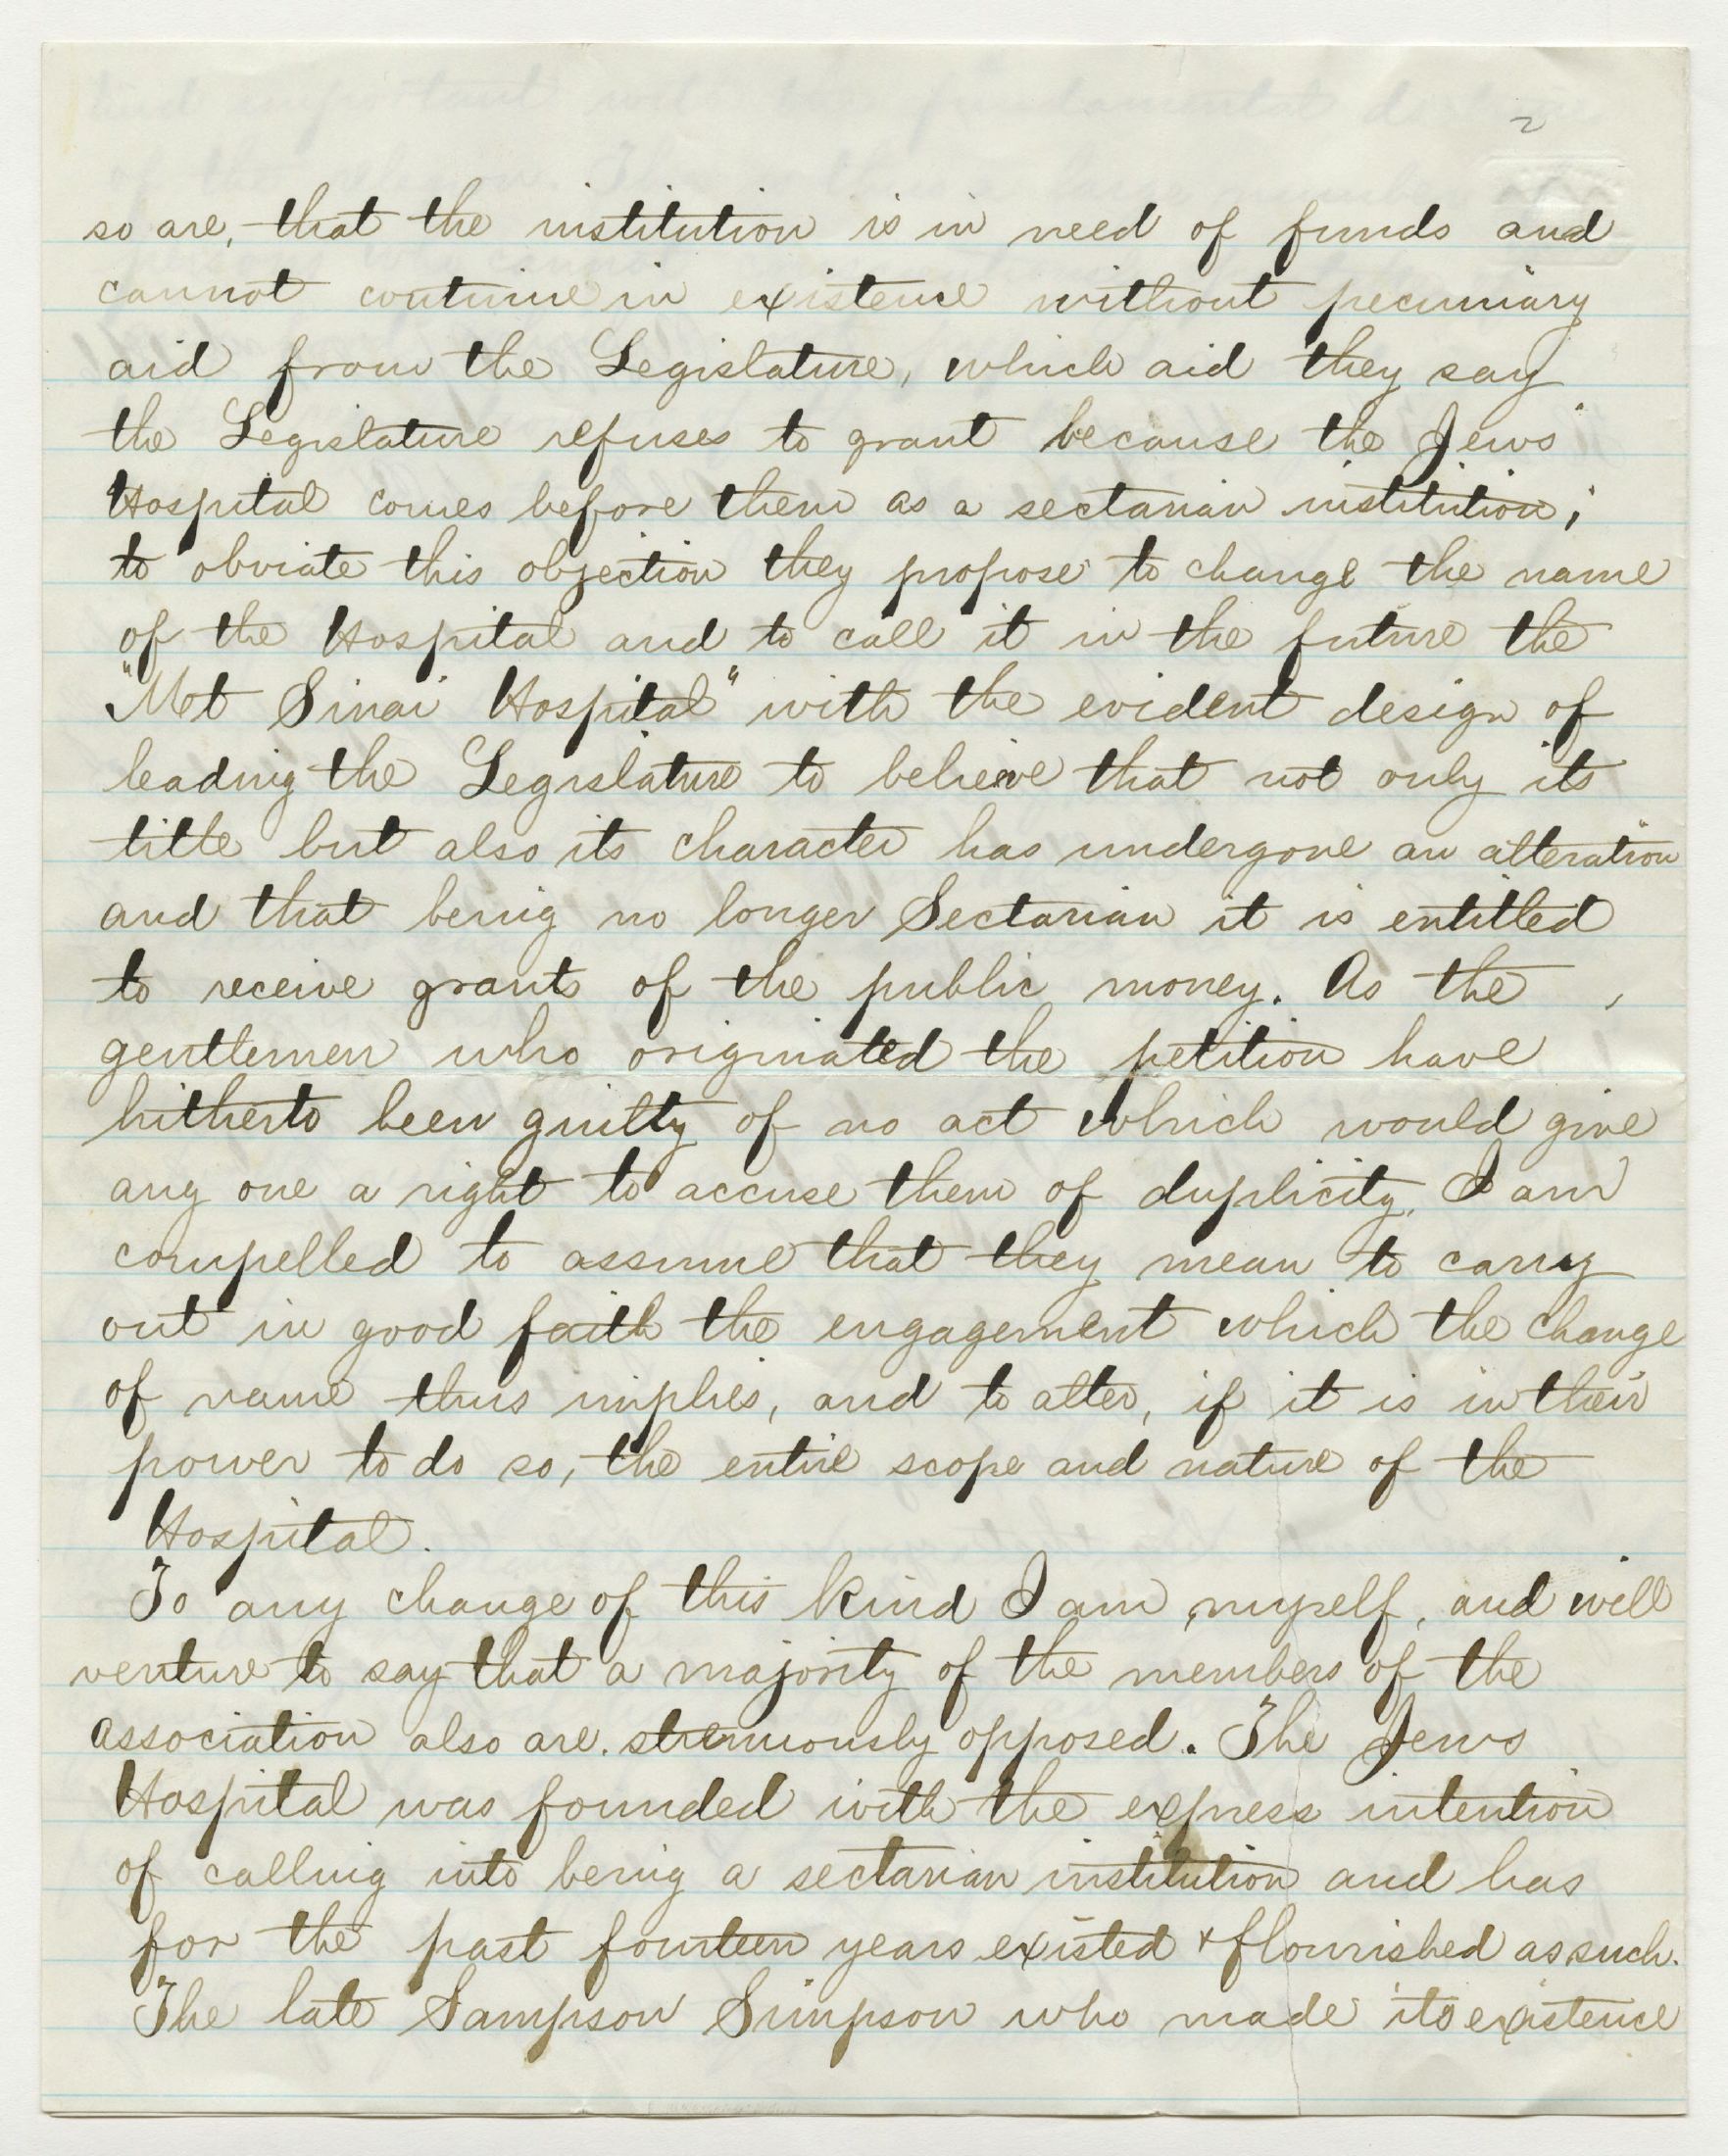 2
so are, that the institution is in need of funds and
cannot continue in existence without pecuniary
aid from the Legislature, which aid they say
the Legislature refuses to grant because the Jews'
Hospital comes before them as a sectarian institution;
to obviate this objection they propose to change the name
of the Hospital and to call it in the future the
"Mot Sinai Hospital" with the evident design of
leading the Legislature to believe that not only its
title but also its character has undergone an alteration
and that being no longer Sectarian it is entitled
to receive grants of the public money. As the
gentlemen who originated the petition have
hitherto been guilty of no act which would give
any one a right to accuse them of duplicity, I am
compelled to assume that they mean to carry
out in good faith the engagement which the change
of name thus implies, and to alter, if it is in their
power to do so, the entire scope and nature of the
Hospital.
To any change of this kind I am, myself, and will
venture to say that a majority of the members of the
association also are. strenuously opposed. The Jews
Hospital was founded with the express intention
of calling into being a sectarian institution and has
for the past fourteen years existed & flourished as such.
The late Sampson Simpson who made its existence